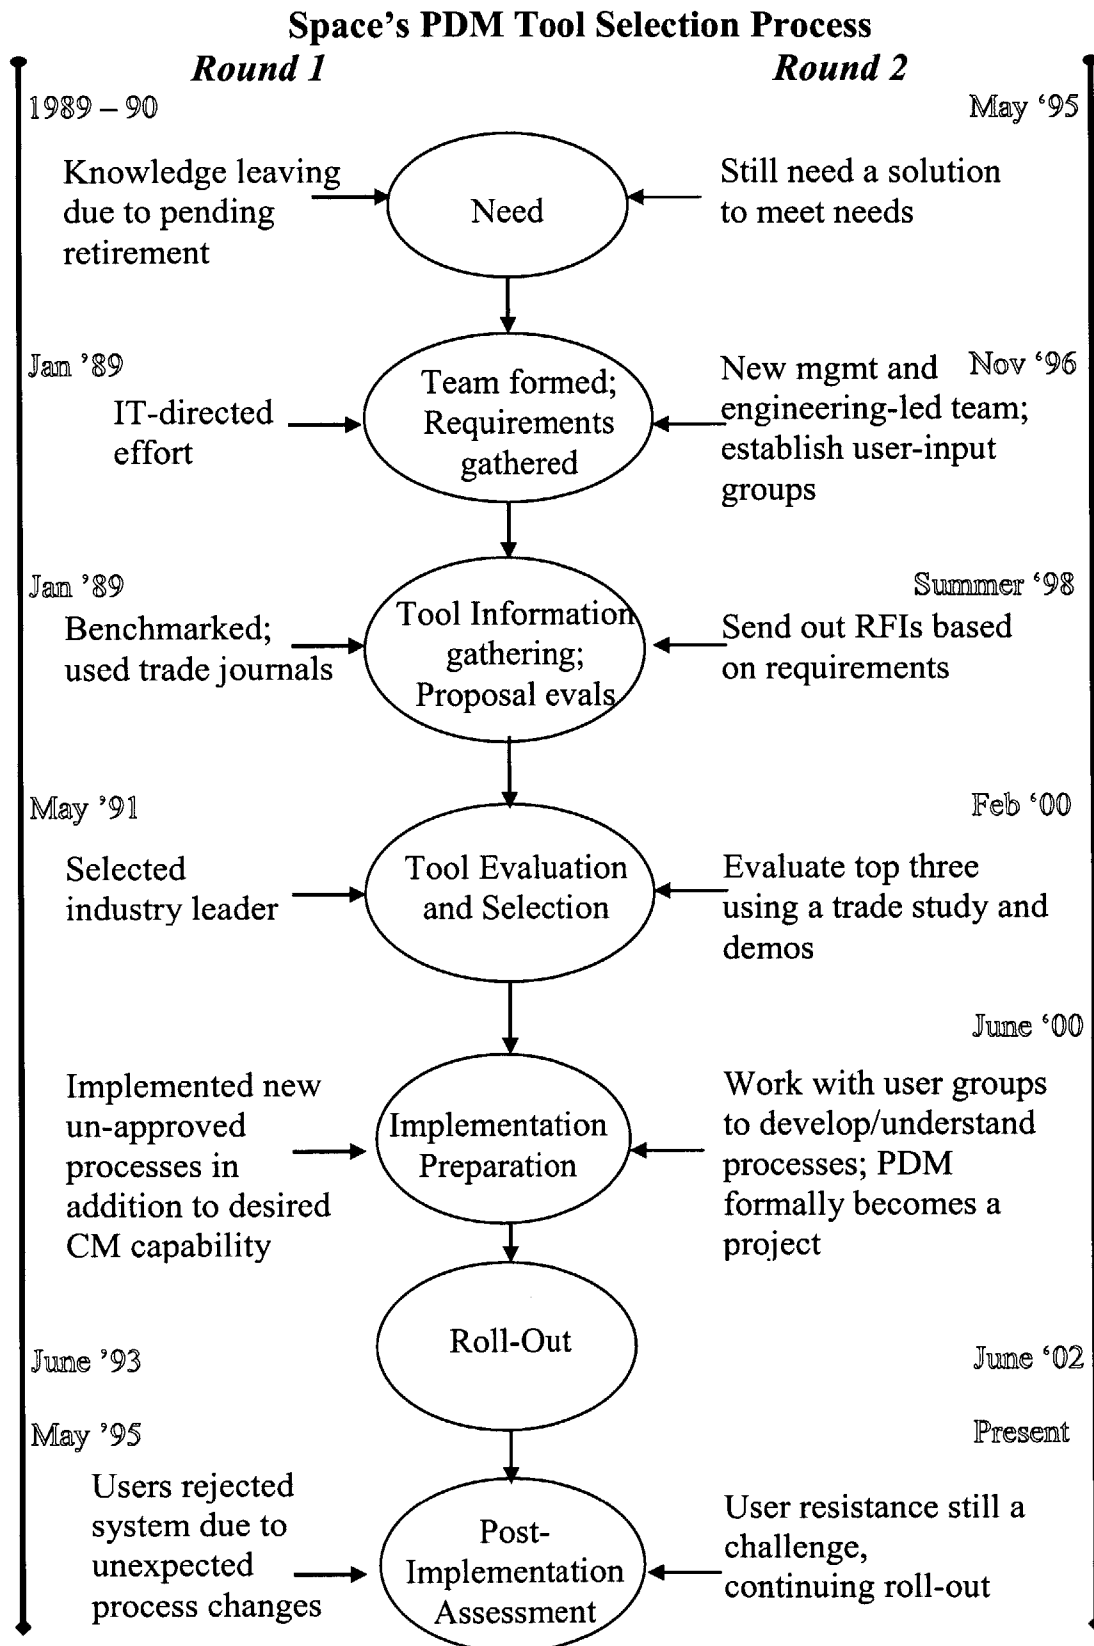 Space's PDM Tool Selection Process
Round 1
Round 2
1989 – 90
May ‘95
Knowledge leaving
due to pending
retirement
Need
Still need a solution
to meet needs
Jan ’89
Nov ‘96
IT-directed
effort
Team formed;
Requirements
gathered
New mgmt and
engineering-led team;
establish user-input
groups
Jan ’89
Summer ‘98
Benchmarked;
used trade journals
Tool Information
gathering;
Proposal evals
Send out RFIs based
on requirements
May ’91
Feb ‘00
Selected
industry leader
Tool Evaluation
and Selection
Evaluate top three
using a trade study and
demos
June ‘00
Implemented new
un-approved
processes in
addition to desired
CM capability
Implementation
Preparation
Work with user groups
to develop/understand
processes; PDM
formally becomes a
project
Roll-Out
June ’93
June ‘02
May ’95
Present
Users rejected
system due to
unexpected
process changes
Post-
Implementation
Assessment
User resistance still a
challenge,
continuing roll-out